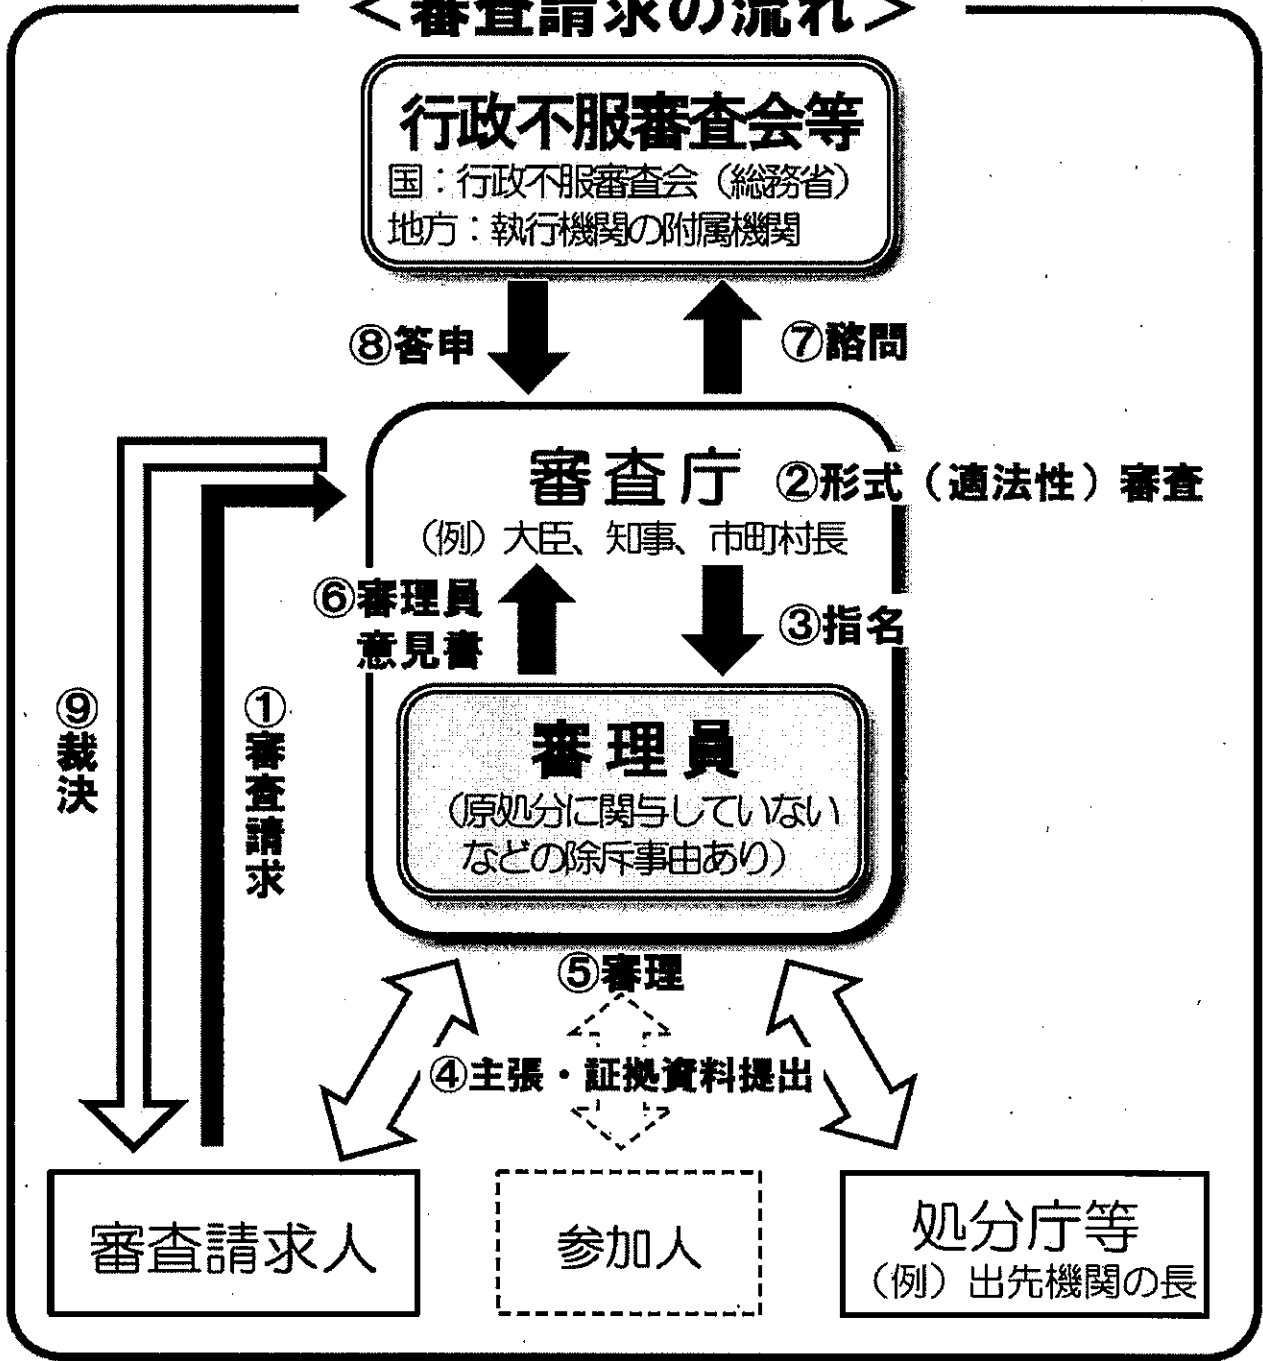 ＜審査請求の流れ＞
行政不服審査会等
国：行政不服審査会（総務省）
地方：執行機関の附属機関
⑧答申
⑦諮問
審査庁
②形式（適法性）審査
（例）大臣、知事、市町村長
⑥審理員
意見書
③指名
⑨裁決
①審査請求
審理員
（原処分に関与していない
などの除斥事由あり）
⑤審理
④主張・証拠資料提出
審査請求人
参加人
処分庁等
（例）出先機関の長